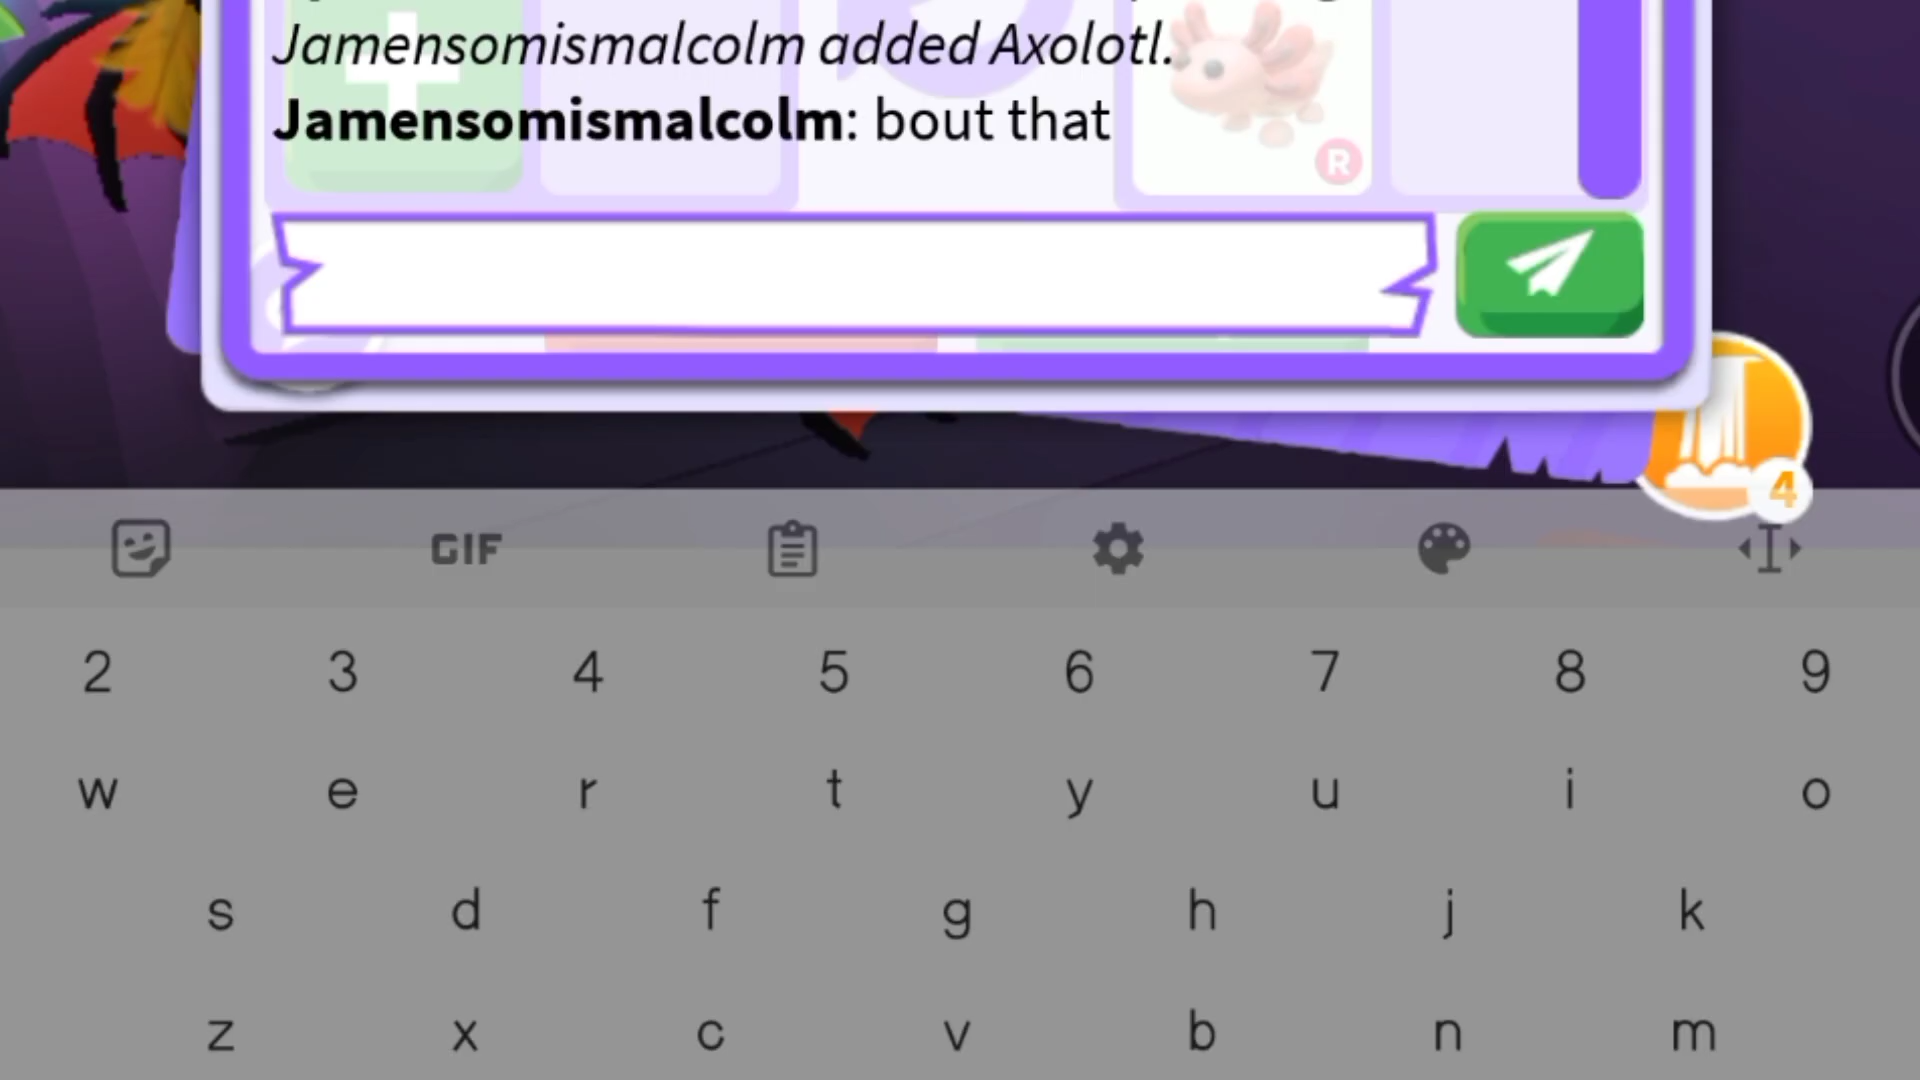 Jamensomismalcolm added Axolotl.
Jamensomismalcolm: bout that
R
4
GIF
2 3 4 5 6 7 8 9
w e r t y u i o
s d f g h j k
z x c v b n m